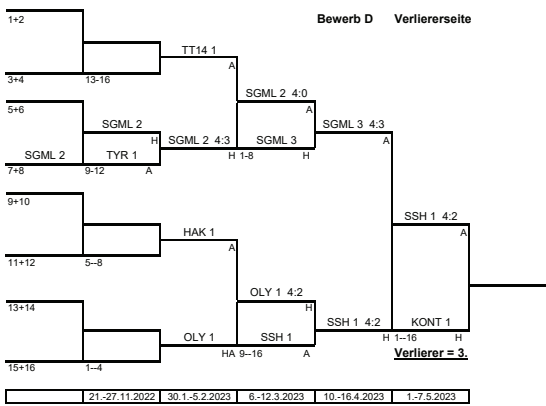 Bewerb D Verliererseite
1+2
TT14 1
A
3+4 13-16
SGML 2 4:0
5+6
A
SGML 2
SGML 3 4:3
H
SGML 2 4:3
SGML 3
A
SGML 2
TYR 1
H 1-8
H
7+8 9-12
A
9+10
SSH 1 4:2
HAK 1
A
A
11+12 5--8
OLY 1 4:2
13+14
H
SSH 1 4:2
KONT 1
OLY 1
SSH 1
H 1--16
H
HA 9--16
A
Verlierer = 3.
15+16 1--4
21.-27.11.2022 30.1.-5.2.2023 6.-12.3.2023 10.-16.4.2023 1.-7.5.2023